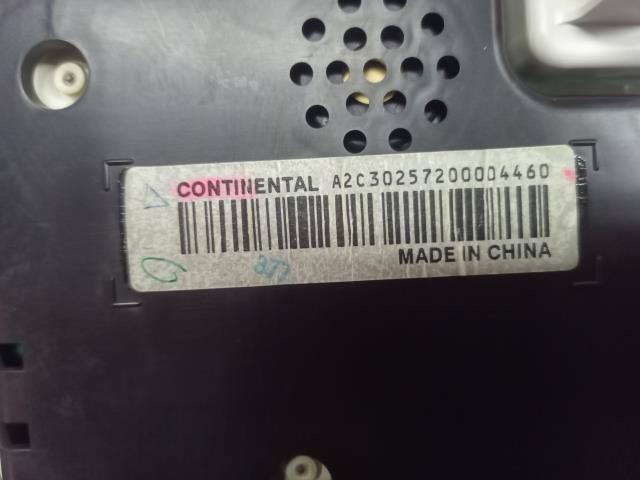 CONTINENTAL A2C30257200004460
MADE IN CHINA